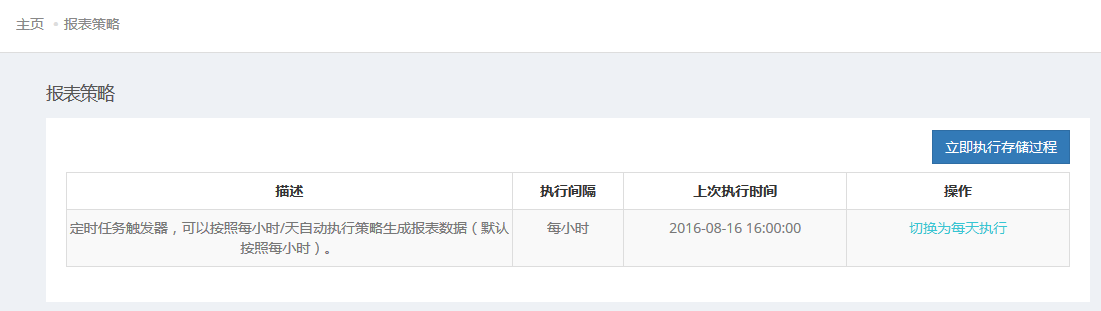 主页 • 报表策略
报表策略
立即执行存储过程
描述 执行间隔 上次执行时间 操作
定时任务触发器，可以按照每小时/天自动执行策略生成报表数据（默认 每小时 2016-08-16 16:00:00 切换为每天执行
按照每小时）。